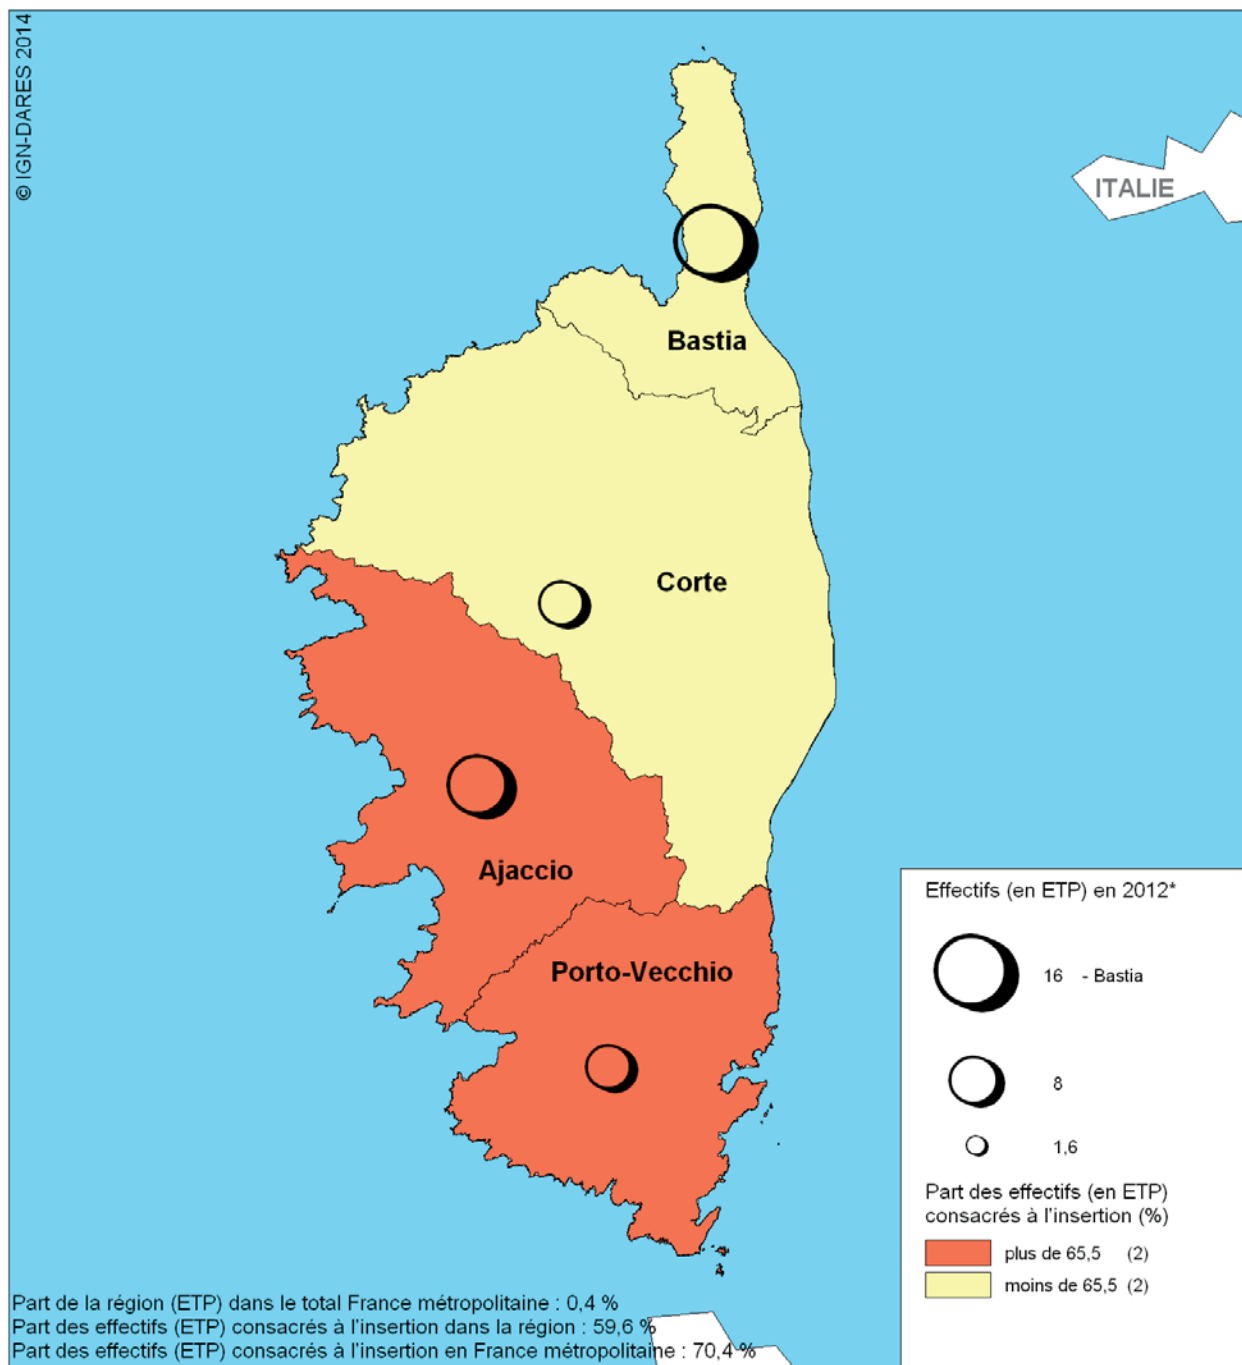 © IGN-DARES 2014
ITALIE
Bastia
Corte
Ajaccio
Porto-Vecchio
Effectifs (en ETP) en 2012*
16 - Bastia
8
1,6
Part des effectifs (en ETP)
consacrés à l'insertion (%)
plus de 65,5 (2)
moins de 65,5 (2)
Part de la région (ETP) dans le total France métropolitaine : 0,4 %
Part des effectifs (ETP) consacrés à l'insertion dans la région : 59,6 %
Part des effectifs (ETP) consacrés à l'insertion en France métropolitaine : 70,4 %